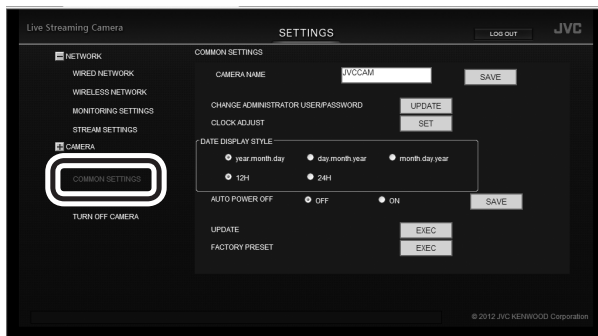 Live Streaming Camera
SETTINGS
LOG OUT
JVC
NETWORK
WIRED NETWORK
WIRELESS NETWORK
MONITORING SETTINGS
STREAM SETTINGS
CAMERA
COMMON SETTINGS
TURN OFF CAMERA
COMMON SETTINGS
CAMERA NAME JVCCAM SAVE
CHANGE ADMINISTRATOR USER/PASSWORD UPDATE
CLOCK ADJUST SET
DATE DISPLAY STYLE
year.month.day day.month.year month.day.year
12H 24H
AUTO POWER OFF OFF ON SAVE
UPDATE EXEC
FACTORY PRESET EXEC
© 2012 JVC KENWOOD Corporation